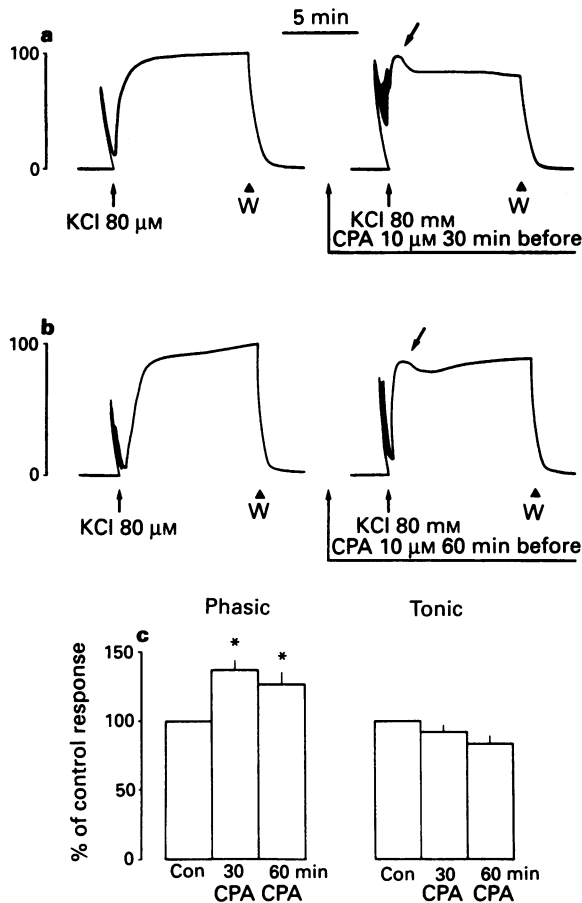 5 min
a
100
0
KCl 80 µM
W
KCl 80 mM
W
CPA 10 µM 30 min before
b
100
0
KCl 80 µM
W
KCl 80 mM
W
CPA 10 µM 60 min before
Phasic
Tonic
c
% of control response
150
100
50
0
Con 30 60 min
CPA CPA
Con 30 60 min
CPA CPA
* *